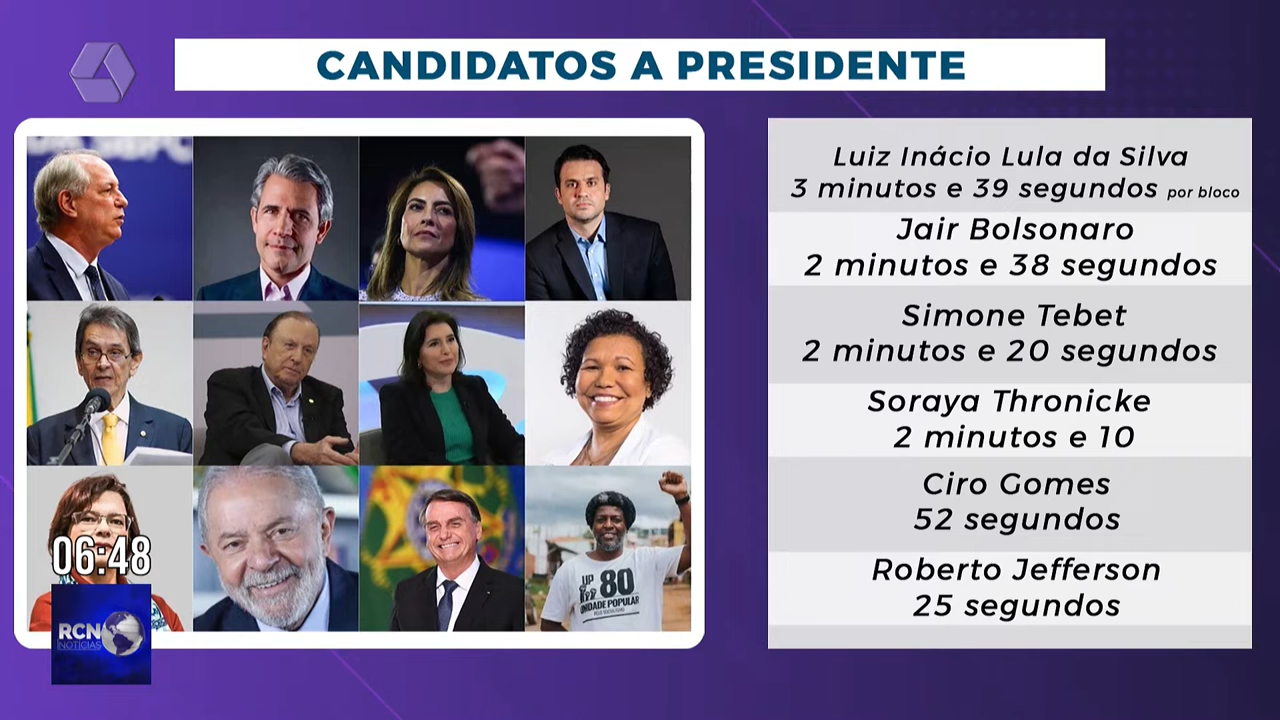 CANDIDATOS A PRESIDENTE
Luiz Inácio Lula da Silva
3 minutos e 39 segundos por bloco
Jair Bolsonaro
2 minutos e 38 segundos
Simone Tebet
2 minutos e 20 segundos
Soraya Thronicke
2 minutos e 10
Ciro Gomes
52 segundos
Roberto Jefferson
25 segundos
UP 80
UNIDADE POPULAR
06:48
RCN
NOTÍCIAS